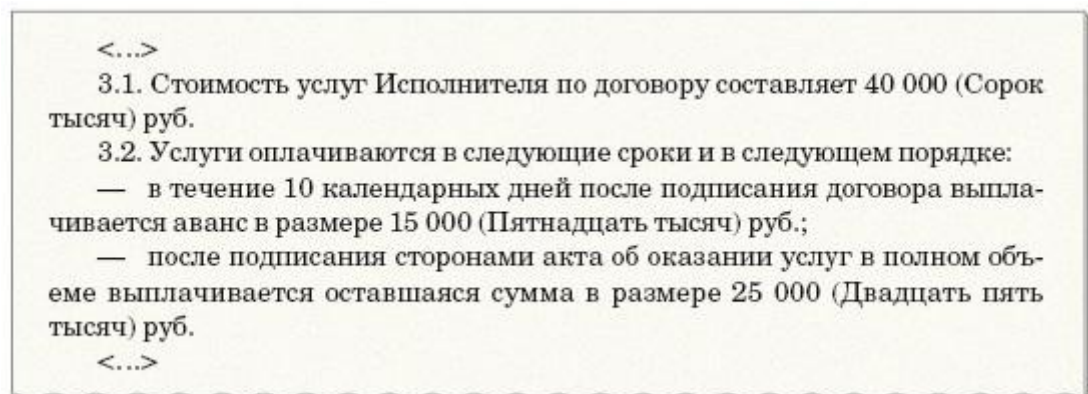 <...>
3.1. Стоимость услуг Исполнителя по договору составляет 40 000 (Сорок
тысяч) руб.
3.2. Услуги оплачиваются в следующие сроки и в следующем порядке:
— в течение 10 календарных дней после подписания договора выпла-
чивается аванс в размере 15 000 (Пятнадцать тысяч) руб.;
— после подписания сторонами акта об оказании услуг в полном объ-
еме выплачивается оставшаяся сумма в размере 25 000 (Двадцать пять
тысяч) руб.
<...>